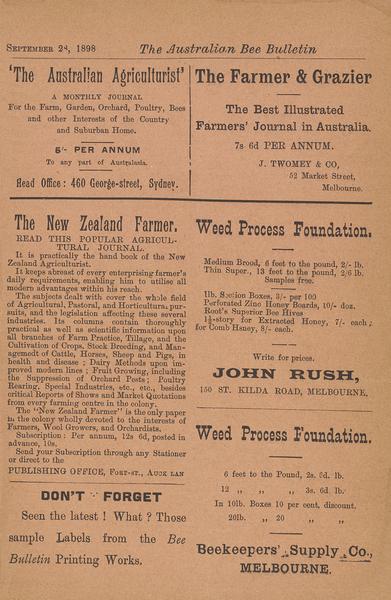 SEPTEMBER 28, 1898 The Australian Bee Bulletin
'The Australian Agriculturist'
A MONTHLY JOURNAL
For the Farm, Garden, Orchard, Poultry, Bees
and other Interests of the Country
and Suburban Home.
5/- PER ANNUM
To any part of Australasia.
Head Office: 460 George-street, Sydney.
The Farmer & Grazier
The Best Illustrated
Farmers' Journal in Australia.
7s 6d PER ANNUM.
J. TWOMEY & CO,
52 Market Street,
Melbourne.
The New Zealand Farmer.
READ THIS POPULAR AGRICUL-
TURAL JOURNAL.
It is practically the hand book of the New
Zealand Agriculturist.
It keeps abreast of every enterprising farmer's
daily requirements, enabling him to utilise all
modern advantages within his reach.
The subjects dealt with cover the whole field
of Agricultural, Pastoral, and Horticultural pur-
suits, and the legislation affecting these several
industries. Its columns contain thoroughly
practical as well as scientific information upon
all branches of Farm Practice, Tillage, and the
Cultivation of Crops, Stock Breeding, and Man-
agement of Cattle, Horses, Sheep and Pigs, in
health and disease; Dairy Methods upon im-
proved modern lines; Fruit Growing, including
the Suppression of Orchard Pests; Poultry
Rearing, Special Industries, etc., etc., besides
critical Reports of Shows and Market Quotations
from every farming centre in the colony.
The "New Zealand Farmer" is the only paper
in the colony wholly devoted to the interests of
Farmers, Wool Growers, and Orchardists.
Subscription: Per annum, 12s 6d, posted in
advance, 10s.
Send your Subscription through any Stationer
or direct to the
PUBLISHING OFFICE, FORT-ST., AUCK LAN
DON'T FORGET
Seen the latest! What? Those
sample Labels from the Bee
Bulletin Printing Works.
Weed Process Foundation.
Medium Brood, 6 feet to the pound, 2/- lb.
Thin Super., 13 feet to the pound, 2/6 lb.
Samples free.
1lb. Section Boxes, 3/- per 100
Perforated Zinc Honey Boards, 10/- doz.
Root's Superior Bee Hives
1½-story for Extracted Honey, 7/- each;
for Comb Hsney, 8/- each.
Write for prices.
JOHN RUSH,
150 ST. KILDA ROAD, MELBOURNE.
Weed Process Foundation.
6 feet to the Pound, 2s. 6d. lb.
12 „ „ „ 3s. 6d. lb.
In 10lb. Boxes 10 per cent, discount.
20lb. „ 20 „ „
Beekeepers' Supply Co.,
MELBOURNE.